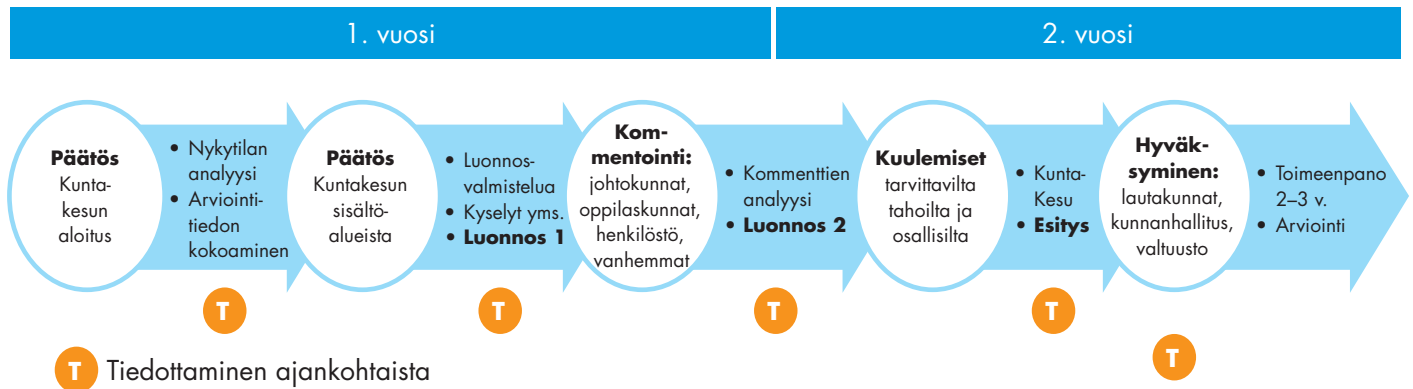 1. vuosi
2. vuosi
Päätös
Kunta-
kesun
aloitus
• Nykytilan
analyysi
• Arviointi-
tiedon
kokoaminen
Päätös
Kuntakesun
sisältö-
alueista
• Luonnos-
valmistelua
• Kyselyt yms.
• Luonnos 1
Kom-
mentointi:
johtokunnat,
oppilaskunnat,
henkilöstö,
vanhemmat
• Kommenttien
analyysi
• Luonnos 2
Kuulemiset
tarvittavilta
tahoilta ja
osallisilta
• Kunta-
Kesu
• Esitys
Hyväk-
syminen:
lautakunnat,
kunnanhallitus,
valtuusto
• Toimeenpano
2–3 v.
• Arviointi
T
T
T
T
T
T Tiedottaminen ajankohtaista